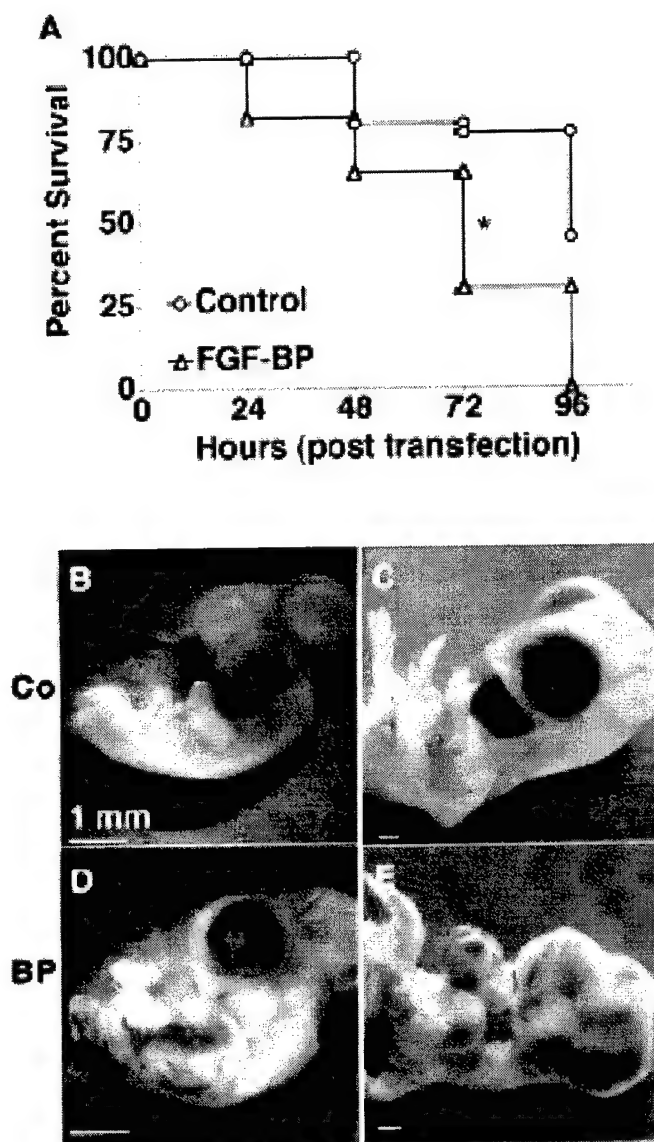 A
100
75
50
25
0
Percent Survival
*
Control
FGF-BP
0 24 48 72 96
Hours (post transfection)
B C
Co
1 mm
D E
BP